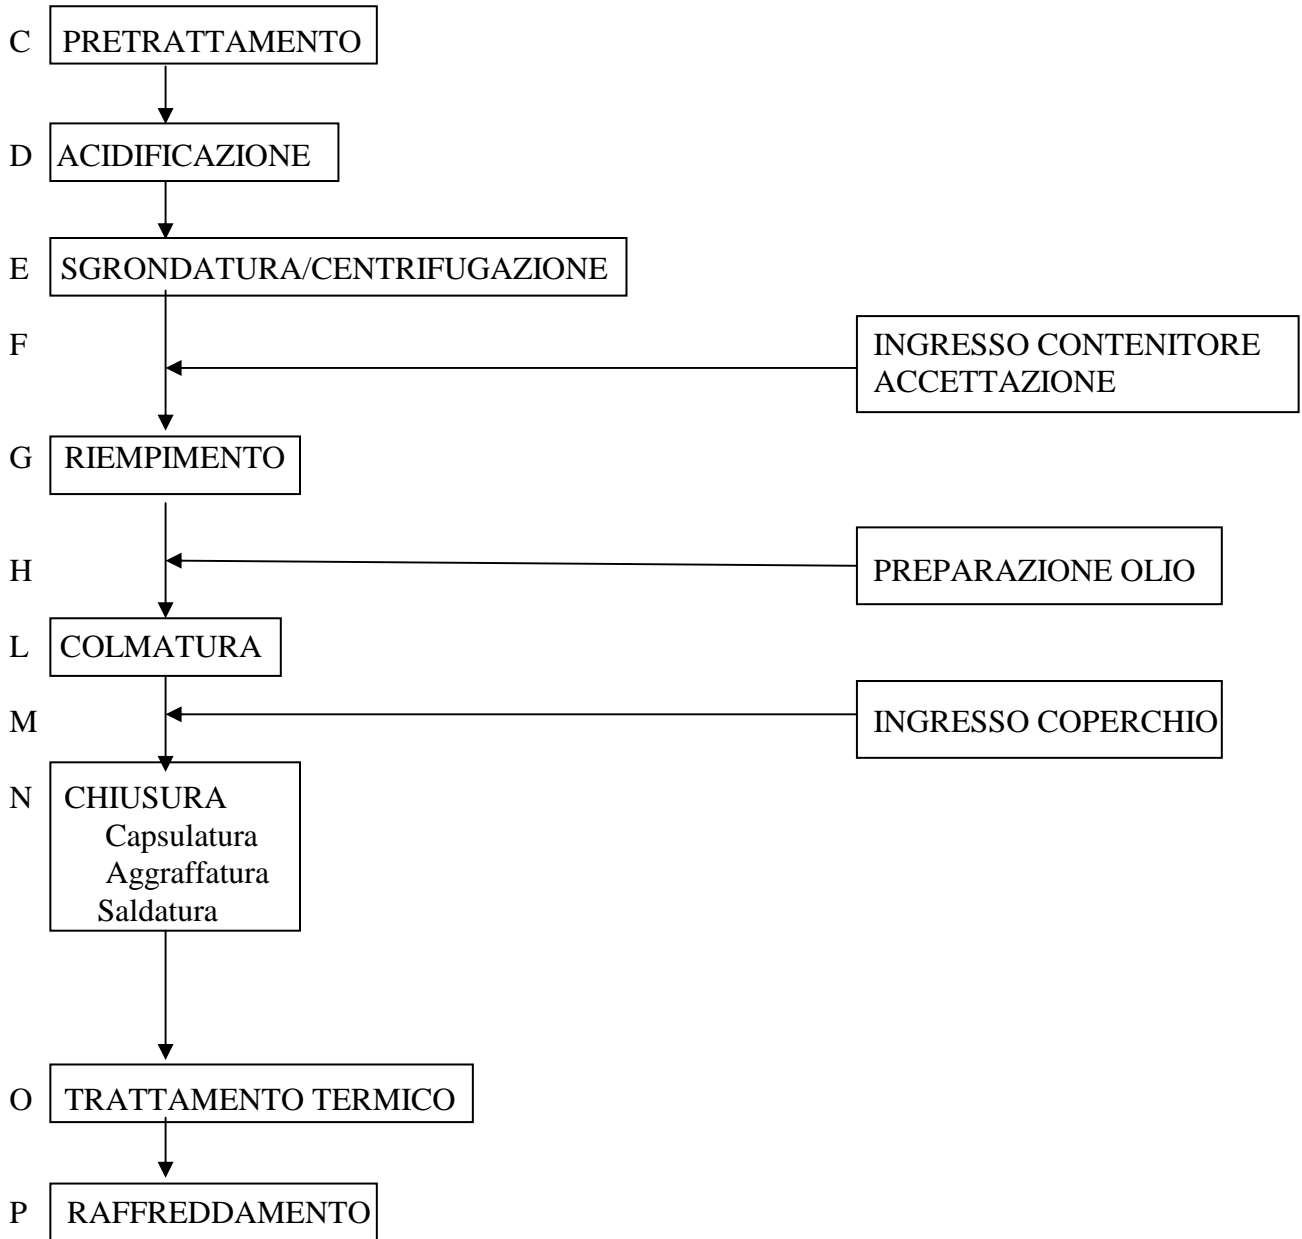 C PRETRATTAMENTO
D ACIDIFICAZIONE
E SGRONDATURA/CENTRIFUGAZIONE
F INGRESSO CONTENITORE
ACCETTAZIONE
G RIEMPIMENTO
H PREPARAZIONE OLIO
L COLMATURA
M INGRESSO COPERCHIO
N CHIUSURA
Capsulatura
Aggraffatura
Saldatura
O TRATTAMENTO TERMICO
P RAFFREDDAMENTO